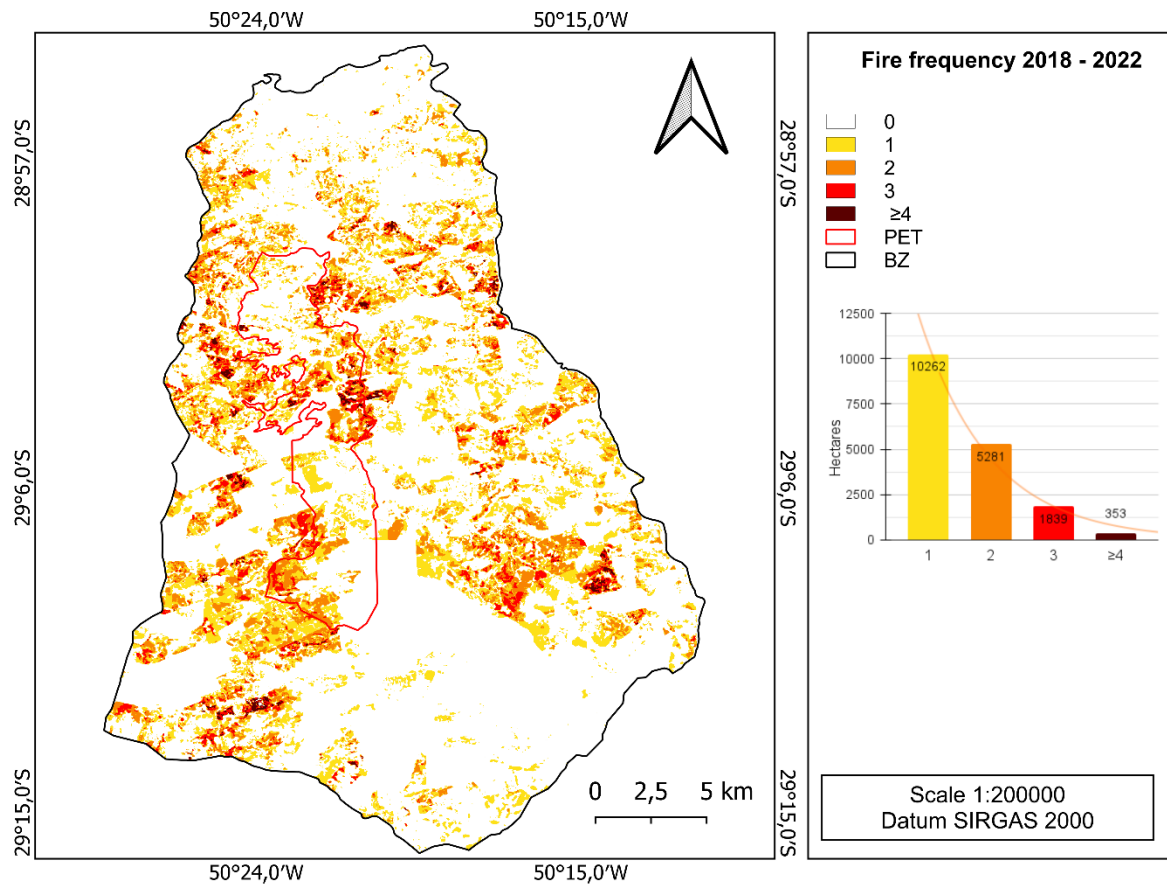 50°24,0'W
50°15,0'W
28°57,0'S
28°57,0'S
29°6,0'S
29°6,0'S
29°15,0'S
29°15,0'S
50°24,0'W
50°15,0'W
0 2,5 5 km
Fire frequency 2018 - 2022
0
1
2
3
≥4
PET
BZ
Hectares
12500
10000
7500
5000
2500
0
10262
5281
1839
353
1 2 3 ≥4
Scale 1:200000
Datum SIRGAS 2000